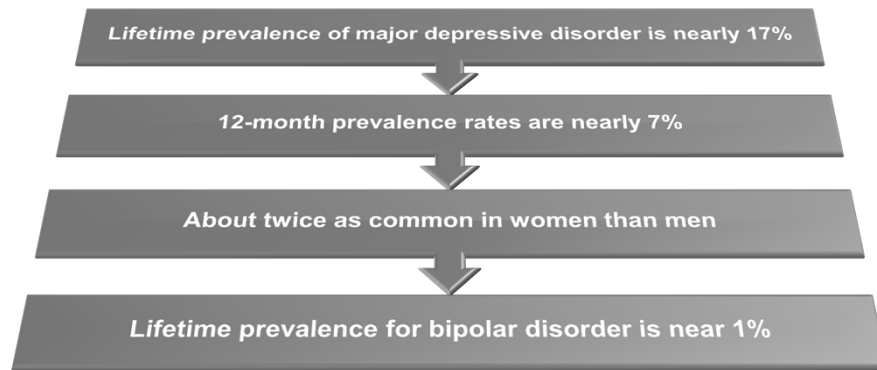 Lifetime prevalence of major depressive disorder is nearly 17%
12-month prevalence rates are nearly 7%
About twice as common in women than men
Lifetime prevalence for bipolar disorder is near 1%